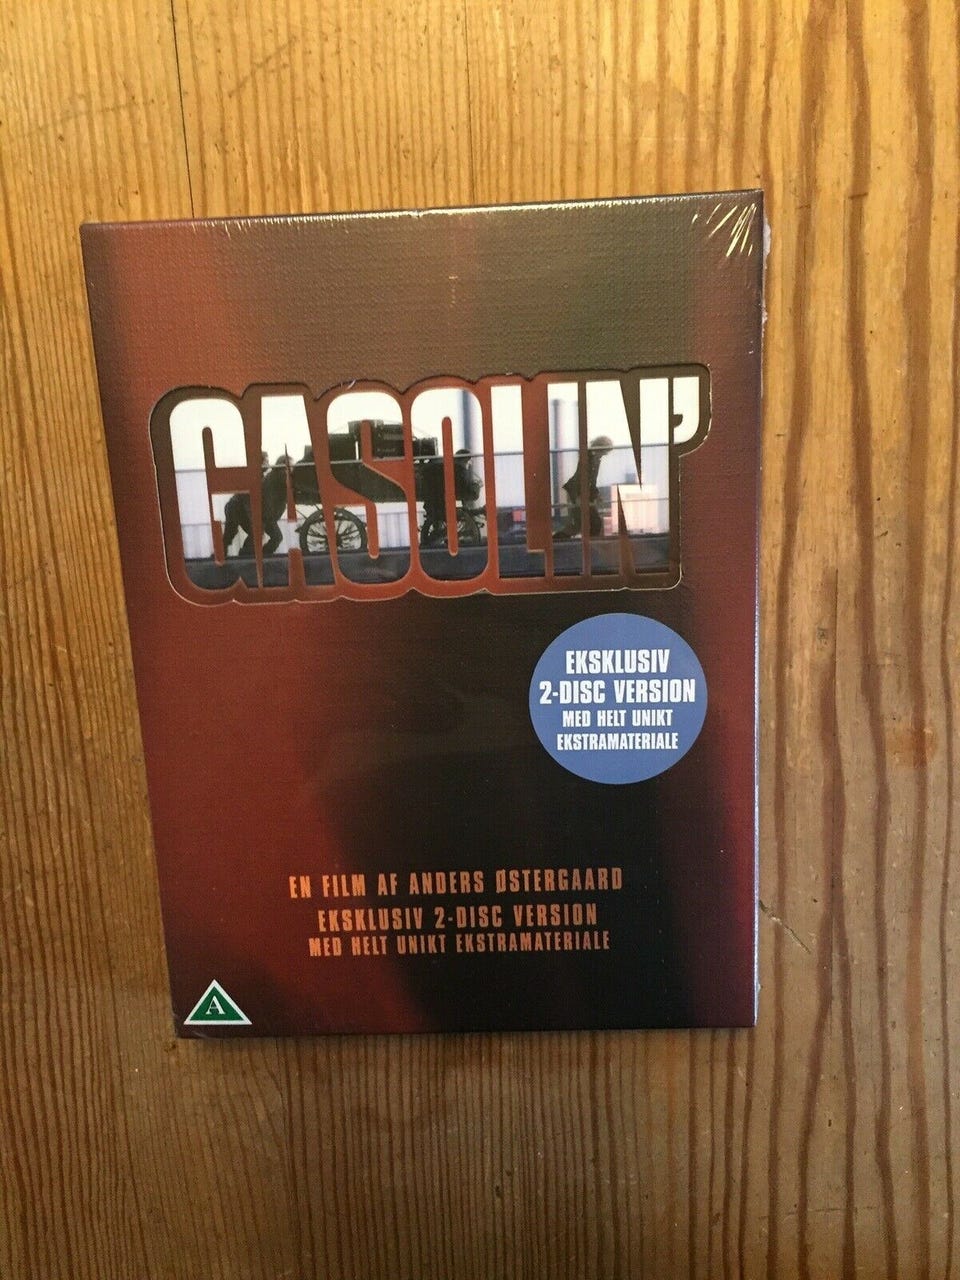 GASOLIN'
EKSKLUSIV
2-DISC VERSION
MED HELT UNIKT
EKSTRAMATERIALE
EN FILM AF ANDERS ØSTERGAARD
EKSKLUSIV 2-DISC VERSION
MED HELT UNIKT EKSTRAMATERIALE
A